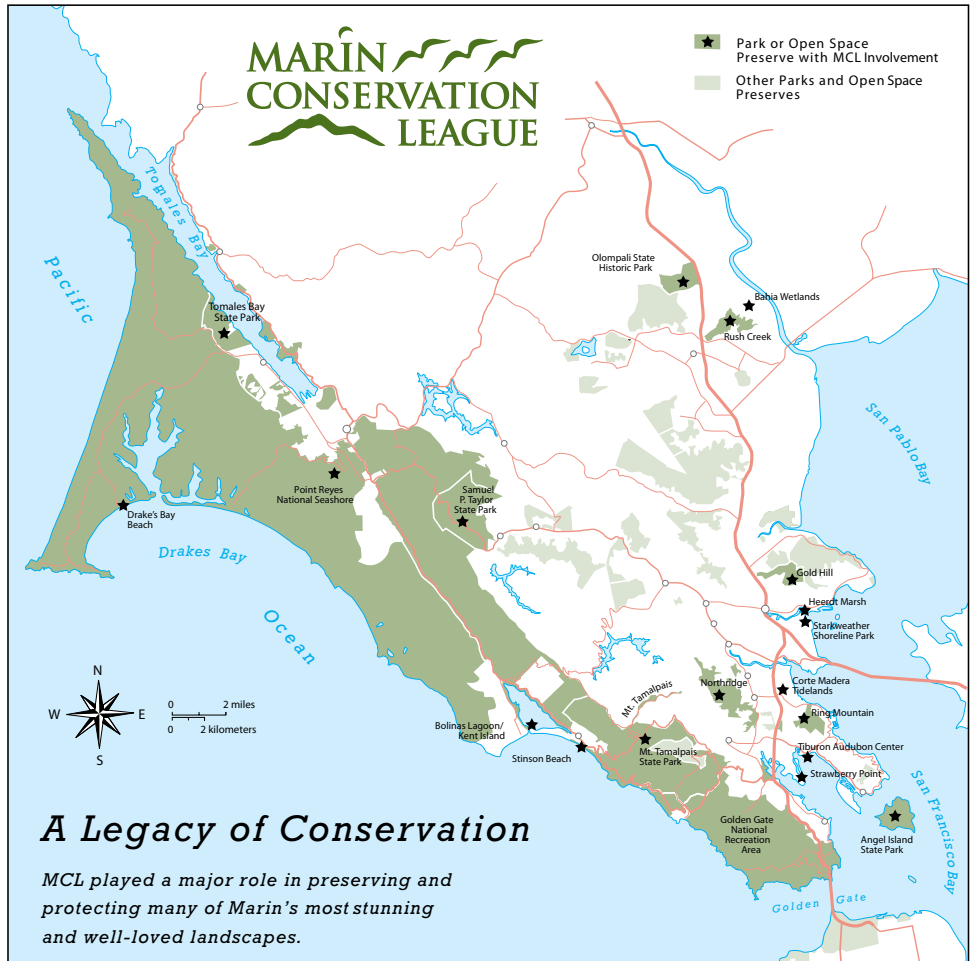 MARIN
CONSERVATION
LEAGUE
Park or Open Space
Preserve with MCL Involvement
Other Parks and Open Space
Preserves
Tomales Bay
Pacific
Olompali State
Historic Park
Bahia Wetlands
Rush Creek
Tomales Bay
State Park
San Pablo Bay
Point Reyes
National Seashore
Samuel
P. Taylor
State Park
Drake's Bay
Beach
Drakes Bay
Ocean
Gold Hill
Heerdt Marsh
Starkweather
Shoreline Park
N
W
E
S
0
2 miles
0
2 kilometers
Mt. Tamalpais
Northridge
Corte Madera
Tidelands
Ring Mountain
Bolinas Lagoon/
Kent Island
Stinson Beach
Mt. Tamalpais
State Park
Tiburon Audubon Center
Strawberry Point
San Francisco Bay
Golden Gate
National
Recreation
Area
Angel Island
State Park
Golden Gate
A Legacy of Conservation
MCL played a major role in preserving and
protecting many of Marin's most stunning
and well-loved landscapes.